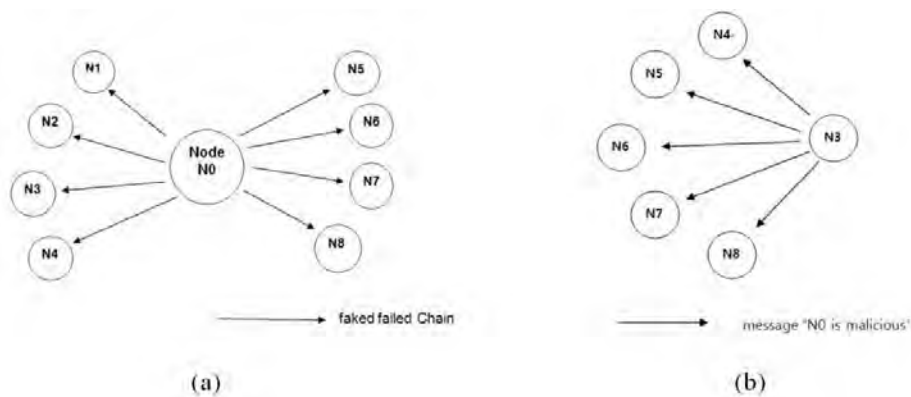 N1
N2
N3
N4
Node
N0
N5
N6
N7
N8
faked failed Chain
(a)
N4-
N5
N6
N7
N8
N3
message "N0 is malicious"
(b)